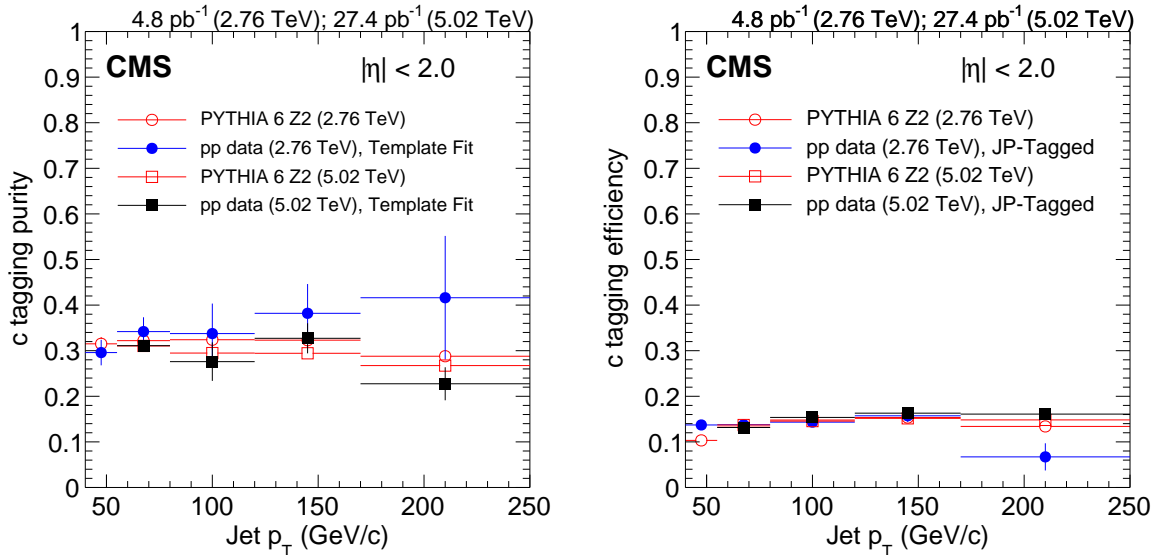 4.8 pb⁻¹ (2.76 TeV); 27.4 pb⁻¹ (5.02 TeV)
CMS |η| < 2.0
PYTHIA 6 Z2 (2.76 TeV)
pp data (2.76 TeV), Template Fit
PYTHIA 6 Z2 (5.02 TeV)
pp data (5.02 TeV), Template Fit
c tagging purity
1
0.9
0.8
0.7
0.6
0.5
0.4
0.3
0.2
0.1
0
50 100 150 200 250
Jet p_T (GeV/c)
4.8 pb⁻¹ (2.76 TeV); 27.4 pb⁻¹ (5.02 TeV)
CMS |η| < 2.0
PYTHIA 6 Z2 (2.76 TeV)
pp data (2.76 TeV), JP-Tagged
PYTHIA 6 Z2 (5.02 TeV)
pp data (5.02 TeV), JP-Tagged
c tagging efficiency
1
0.9
0.8
0.7
0.6
0.5
0.4
0.3
0.2
0.1
0
50 100 150 200 250
Jet p_T (GeV/c)